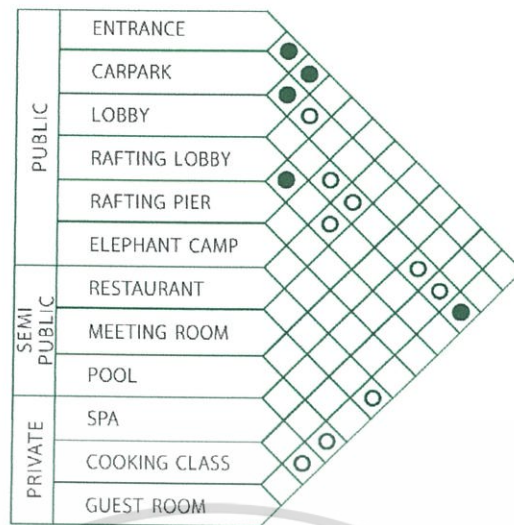 PUBLIC
ENTRANCE
CARPARK
LOBBY
RAFTING LOBBY
RAFTING PIER
ELEPHANT CAMP
SEMI
PUBLIC
RESTAURANT
MEETING ROOM
POOL
PRIVATE
SPA
COOKING CLASS
GUEST ROOM